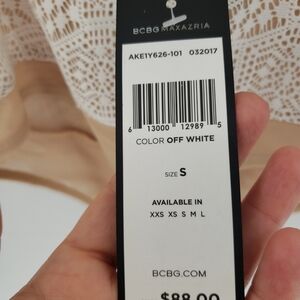 BCBGMAXAZRIA
AKE1Y626-101 032017
6 13000 12989 5
COLOR OFF WHITE
SIZE S
AVAILABLE IN
XXS XS S M L
BCBG.COM
$88.00